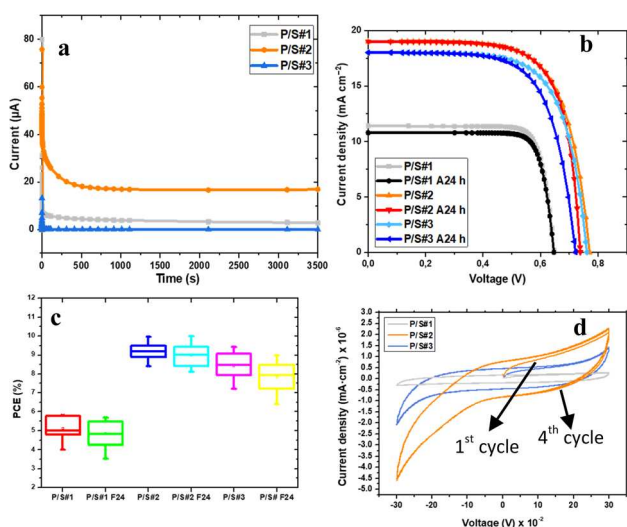 a
P/S#1
P/S#2
P/S#3
Current (µA)
80
60
40
20
0
0 500 1000 1500 2000 2500 3000 3500
Time (s)
b
Current density (mA cm⁻²)
20
15
10
5
0
P/S#1
P/S#1 A24 h
P/S#2
P/S#2 A24 h
P/S#3
P/S#3 A24 h
0,0 0,2 0,4 0,6 0,8
Voltage (V)
c
PCE (%)
13
12
11
10
9
8
7
6
5
4
3
2
1
0
P/S#1 P/S#1 F24 P/S#2 P/S#2 F24 P/S#3 P/S# F24
d
P/S#1
P/S#2
P/S#3
Current density (mA·cm⁻²) x 10⁻⁶
3.0
2.5
2.0
1.5
1.0
0.5
0.0
-0.5
-1.0
-1.5
-2.0
-2.5
-3.0
-3.5
-4.0
-4.5
-5.0
1st cycle
4th cycle
-30 -20 -10 0 10 20 30
Voltage (V) x 10⁻²